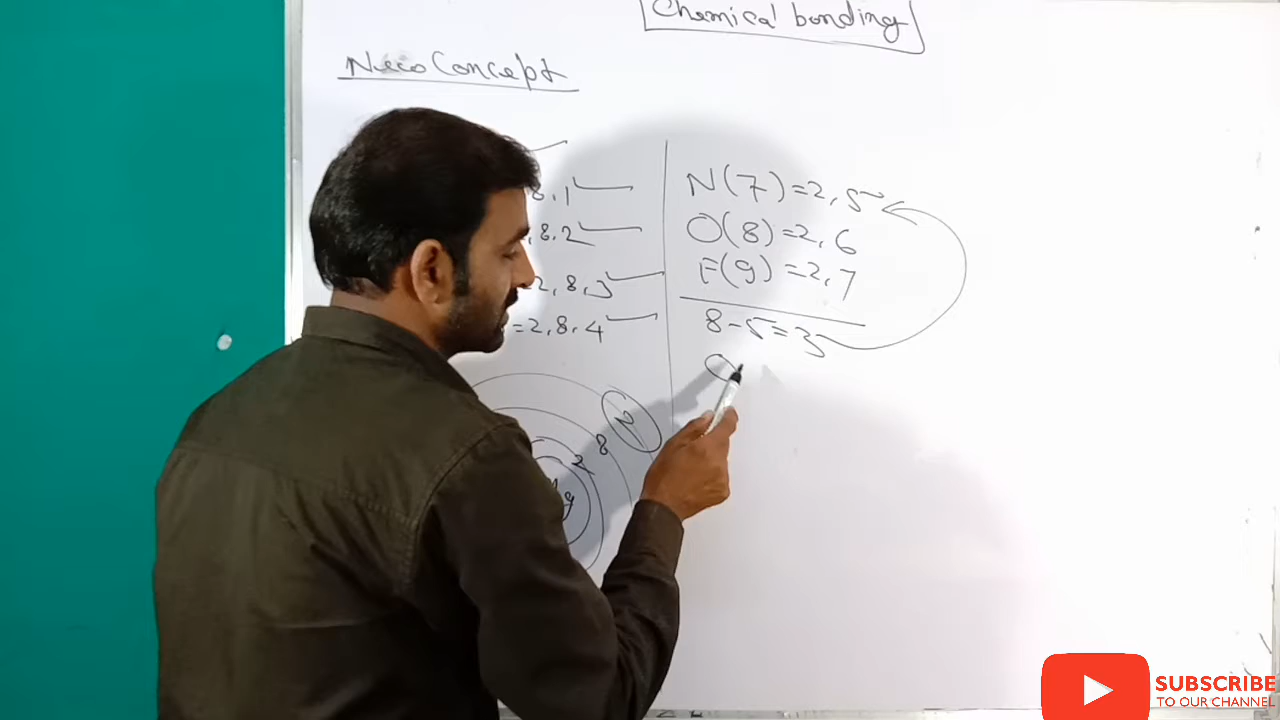 Chemical bonding
Concept
8,1
,8,2
=2,8,3
=2,8,4
N(7)=2,5
O(8)=2,6
F(9)=2,7
8-5=3
2 8
SUBSCRIBE
TO OUR CHANNEL